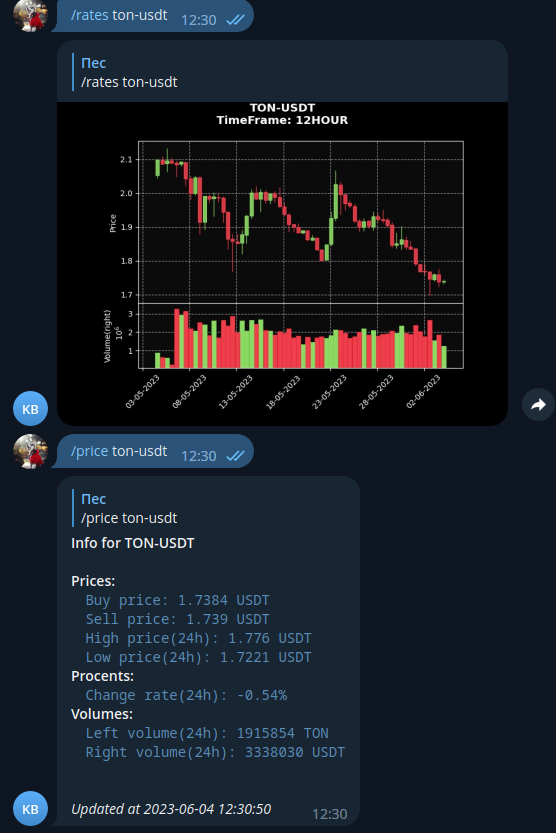 /rates ton-usdt
12:30
Пес
/rates ton-usdt
TON-USDT
TimeFrame: 12HOUR
2.1
2.0
1.9
1.8
1.7
Price
3
2
1
Volume(right)
10^6
03-05-2023
08-05-2023
13-05-2023
18-05-2023
23-05-2023
28-05-2023
02-06-2023
KB
/price ton-usdt
12:30
Пес
/price ton-usdt
Info for TON-USDT
Prices:
Buy price: 1.7384 USDT
Sell price: 1.739 USDT
High price(24h): 1.776 USDT
Low price(24h): 1.7221 USDT
Procents:
Change rate(24h): -0.54%
Volumes:
Left volume(24h): 1915854 TON
Right volume(24h): 3338030 USDT
Updated at 2023-06-04 12:30:50
12:30
KB